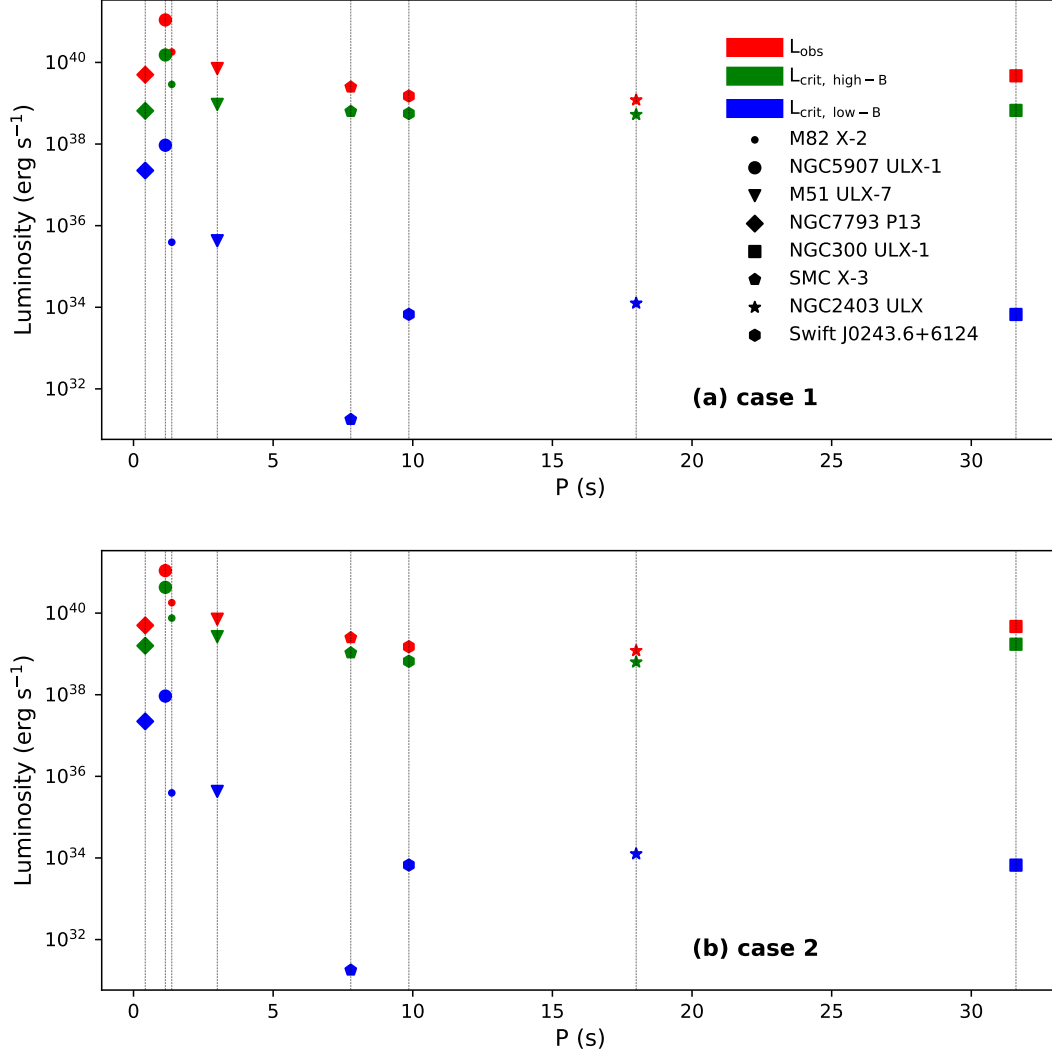 10^40
10^38
10^36
10^34
10^32
Luminosity (erg s^−1)
L_obs
L_crit, high−B
L_crit, low−B
M82 X-2
NGC5907 ULX-1
M51 ULX-7
NGC7793 P13
NGC300 ULX-1
SMC X-3
NGC2403 ULX
Swift J0243.6+6124
(a) case 1
0 5 10 15 20 25 30
P (s)
10^40
10^38
10^36
10^34
10^32
Luminosity (erg s^−1)
(b) case 2
0 5 10 15 20 25 30
P (s)